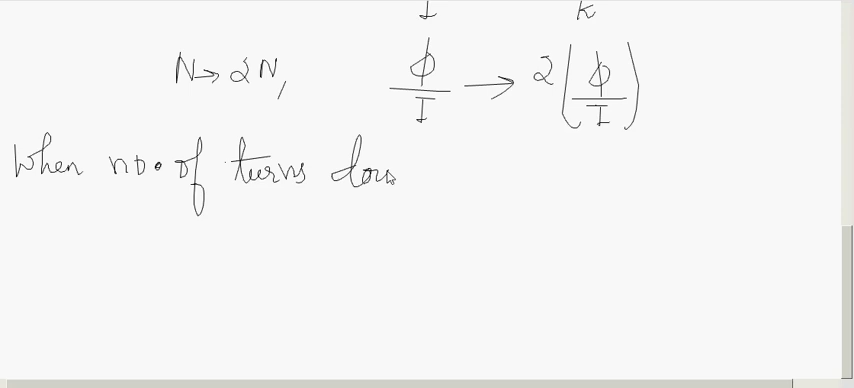 I K
N→2N, ϕ/I → 2(ϕ/I)
When no. of turns dou